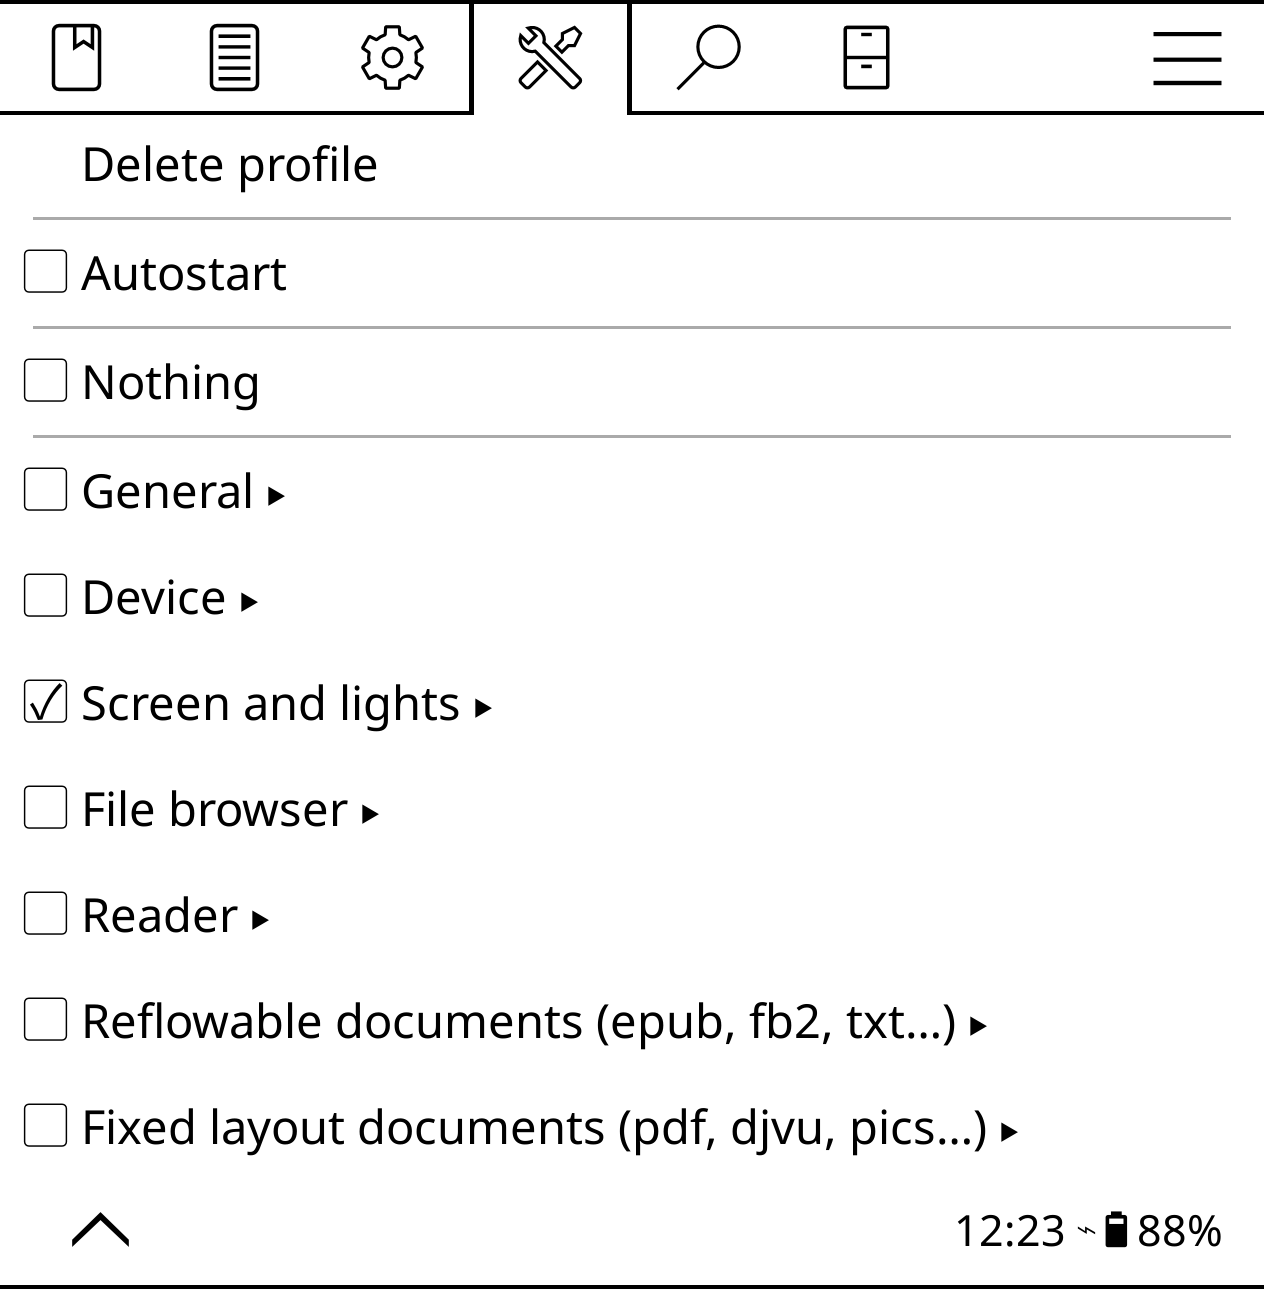 Delete profile
Autostart
Nothing
General ▸
Device ▸
Screen and lights ▸
File browser ▸
Reader ▸
Reflowable documents (epub, fb2, txt…) ▸
Fixed layout documents (pdf, djvu, pics…) ▸
12:23 88%